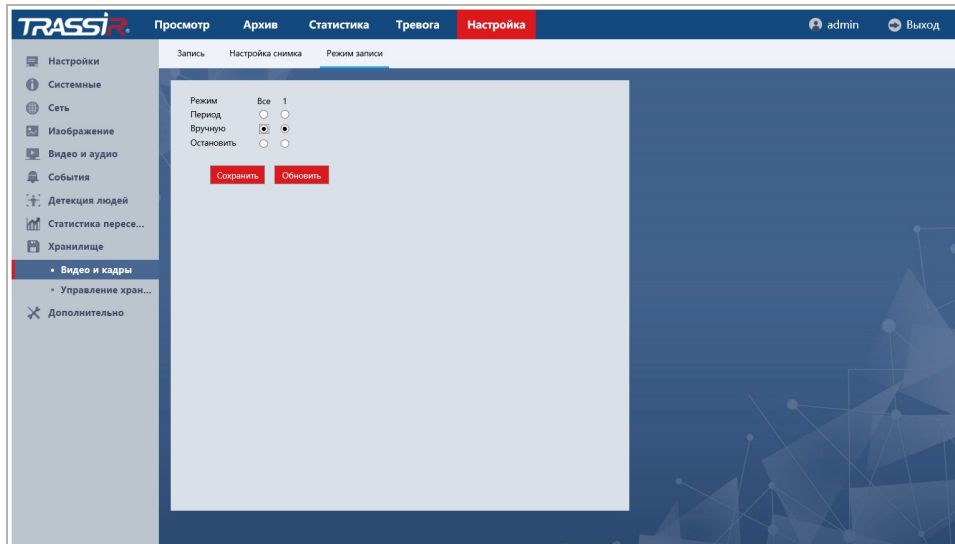 TRASSIR Просмотр Архив Статистика Тревога Настройка admin Выход
Запись Настройка снимка Режим записи
Настройки
Системные
Сеть
Изображение
Видео и аудио
События
Детекция людей
Статистика пересе...
Хранилище
• Видео и кадры
• Управление хран...
Дополнительно
Режим Все 1
Период
Вручную
Остановить
Сохранить Обновить